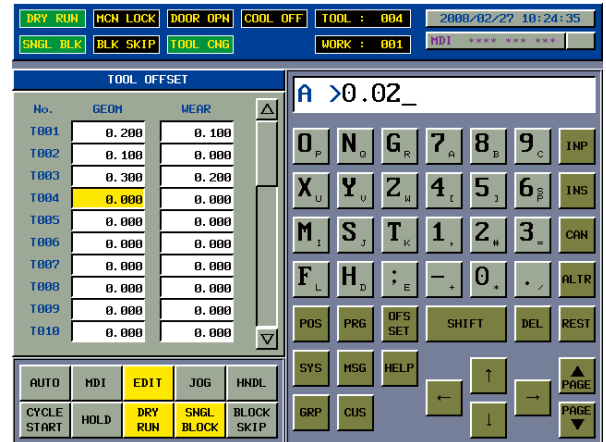 DRY RUN MCN LOCK DOOR OPN COOL OFF TOOL : 004 2008/02/27 10:24:35
SNGL BLK BLK SKIP TOOL CNG WORK : 001 MDI **** *** *** ***
TOOL OFFSET
No. GEOM WEAR
T001 0.200 0.100
T002 0.100 0.000
T003 0.300 0.200
T004 0.000 0.000
T005 0.000 0.000
T006 0.000 0.000
T007 0.000 0.000
T008 0.000 0.000
T009 0.000 0.000
T010 0.000 0.000
AUTO MDI EDIT JOG HNDL
CYCLE START HOLD DRY RUN SNGL BLOCK BLOCK SKIP
A >0.02_
O P N Q G R 7 A 8 B 9 C INP
X U Y V Z W 4 [ 5 ] 6 SP INS
M I S J T K 1 , 2 # 3 = CAN
F L H D ; E - + 0 * . / ALTR
POS PRG OFS SET SHIFT DEL REST
SYS MSG HELP ↑ ▲ PAGE
GRP CUS ← ↓ → PAGE ▼